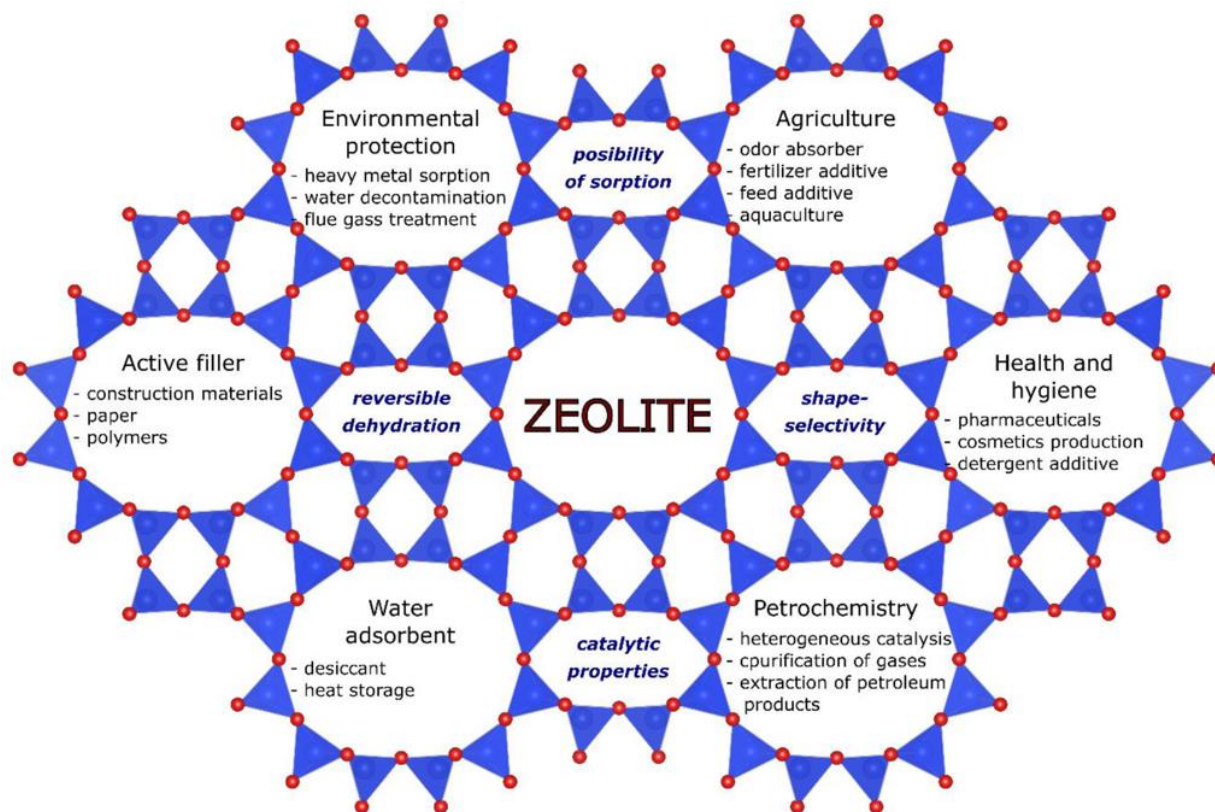 Environmental
protection
- heavy metal sorption
- water decontamination
- flue gass treatment
posibility
of sorption
Agriculture
- odor absorber
- fertilizer additive
- feed additive
- aquaculture
Active filler
- construction materials
- paper
- polymers
reversible
dehydration
ZEOLITE
shape-
selectivity
Health and
hygiene
- pharmaceuticals
- cosmetics production
- detergent additive
Water
adsorbent
- desiccant
- heat storage
catalytic
properties
Petrochemistry
- heterogeneous catalysis
- cpurification of gases
- extraction of petroleum
products